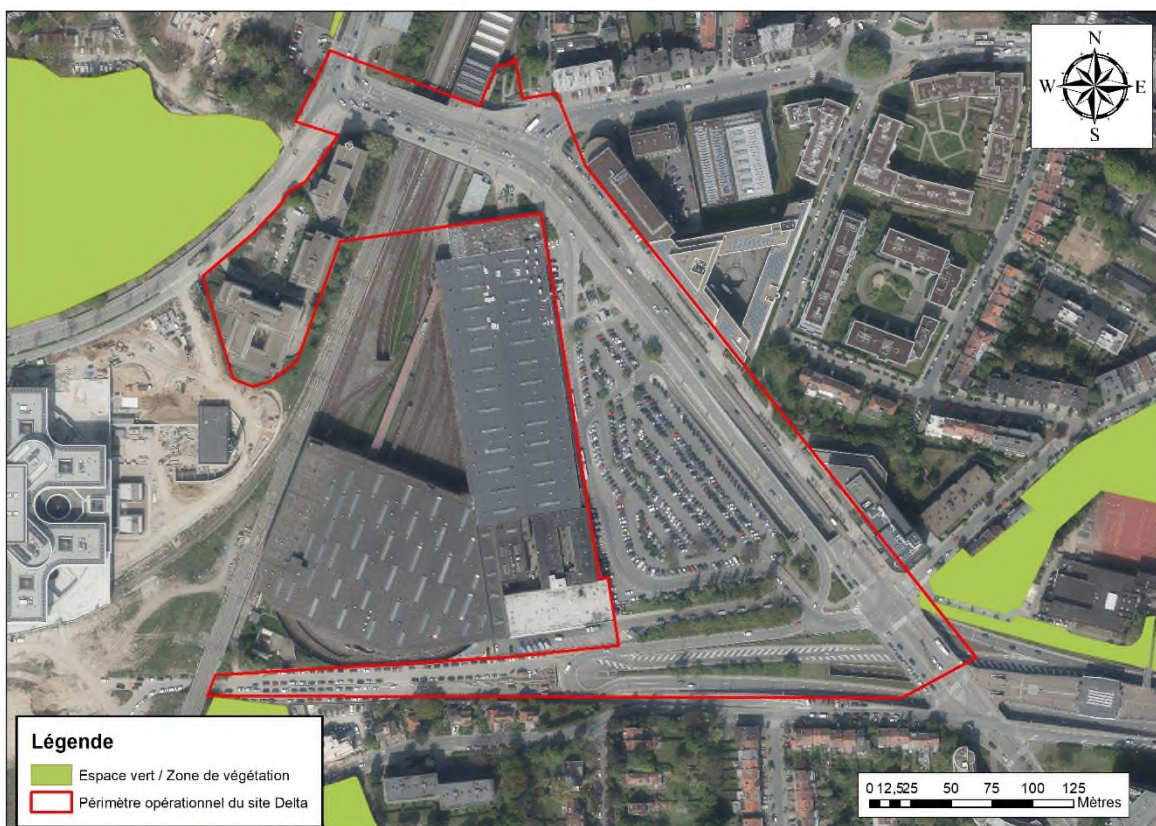 N
W E
S
Légende
Espace vert / Zone de végétation
Périmètre opérationnel du site Delta
0 12,525 50 75 100 125
Mètres